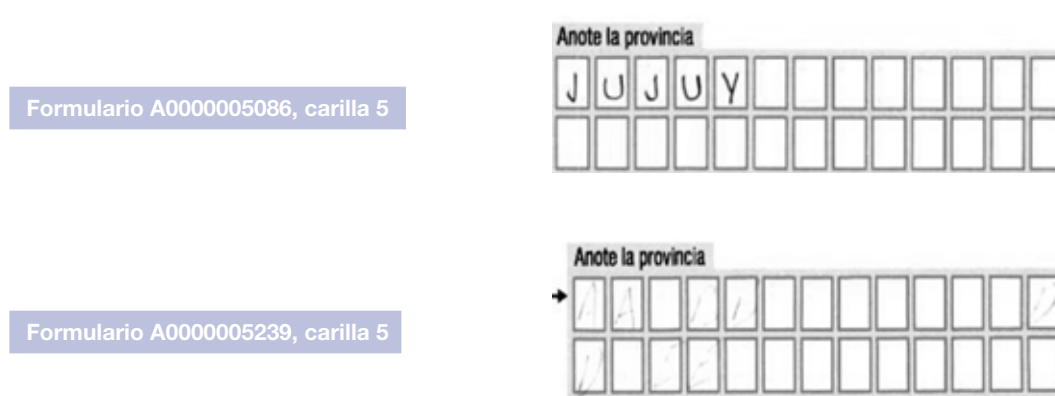 Anote la provincia
JUJUY
Formulario A0000005086, carilla 5
Anote la provincia
Formulario A0000005239, carilla 5